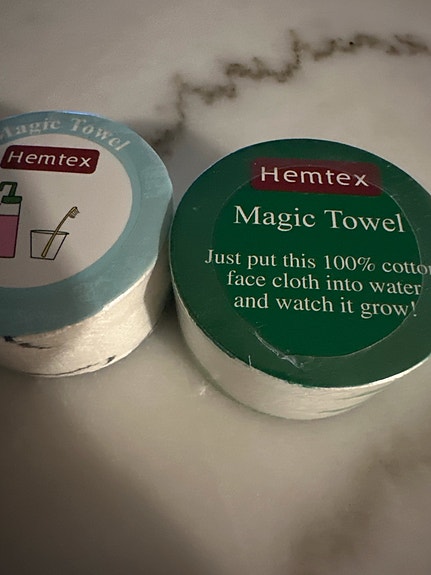 Magic Towel
Hemtex
Hemtex
Magic Towel
Just put this 100% cotton
face cloth into water
and watch it grow!